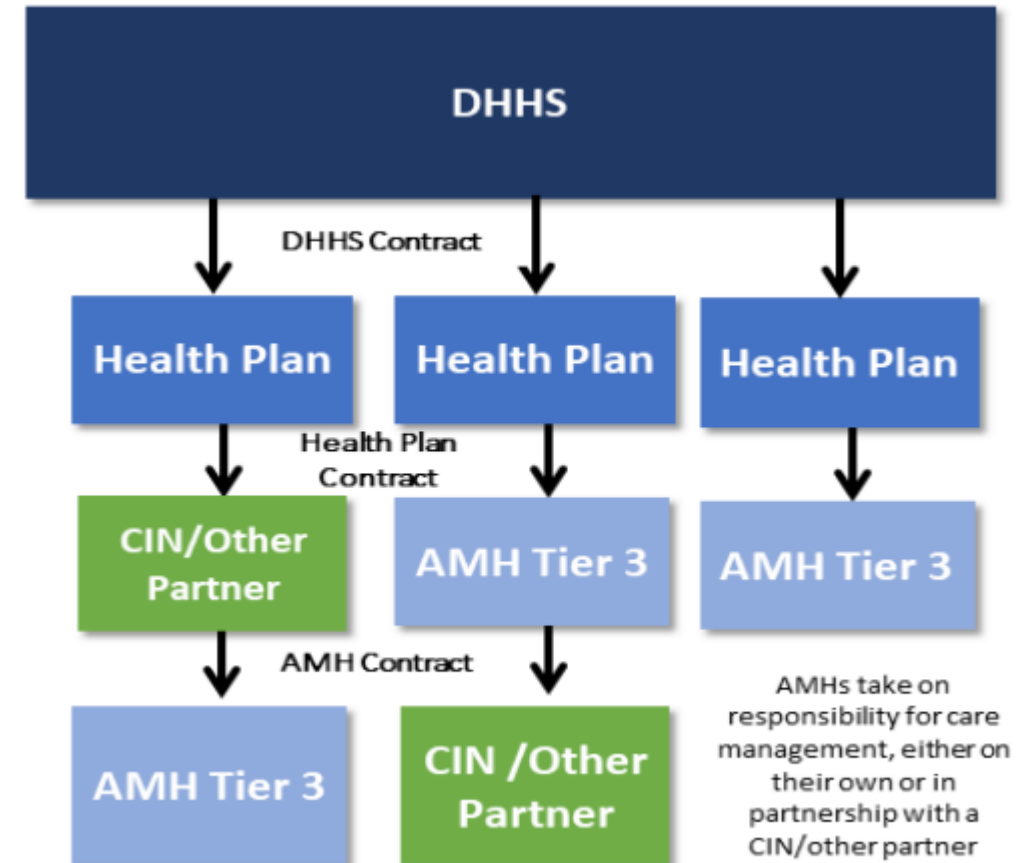 DHHS
DHHS Contract
Health Plan
Health Plan
Health Plan
Health Plan
Contract
CIN/Other
Partner
AMH Tier 3
AMH Tier 3
AMH Contract
AMH Tier 3
CIN /Other
Partner
AMHs take on
responsibility for care
management, either on
their own or in
partnership with a
CIN/other partner